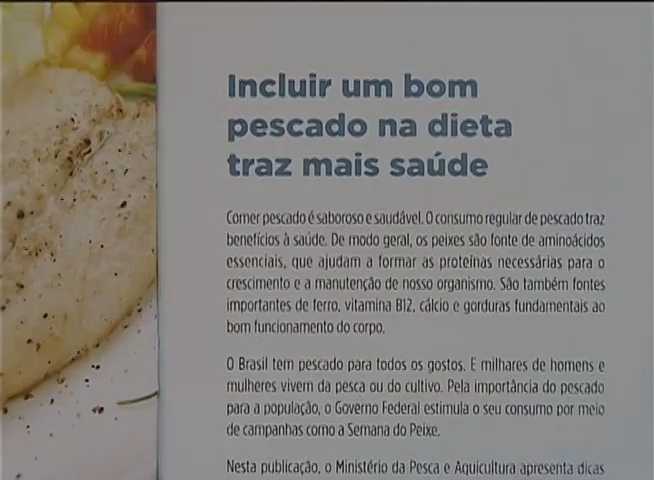 Incluir um bom
pescado na dieta
traz mais saúde
Comer pescado é saboroso e saudável. O consumo regular de pescado traz
benefícios à saúde. De modo geral, os peixes são fonte de aminoácidos
essenciais, que ajudam a formar as proteínas necessárias para o
crescimento e a manutenção de nosso organismo. São também fontes
importantes de ferro, vitamina B12, cálcio e gorduras fundamentais ao
bom funcionamento do corpo.
O Brasil tem pescado para todos os gostos. E milhares de homens e
mulheres vivem da pesca ou do cultivo. Pela importância do pescado
para a população, o Governo Federal estimula o seu consumo por meio
de campanhas como a Semana do Peixe.
Nesta publicação, o Ministério da Pesca e Aquicultura apresenta dicas